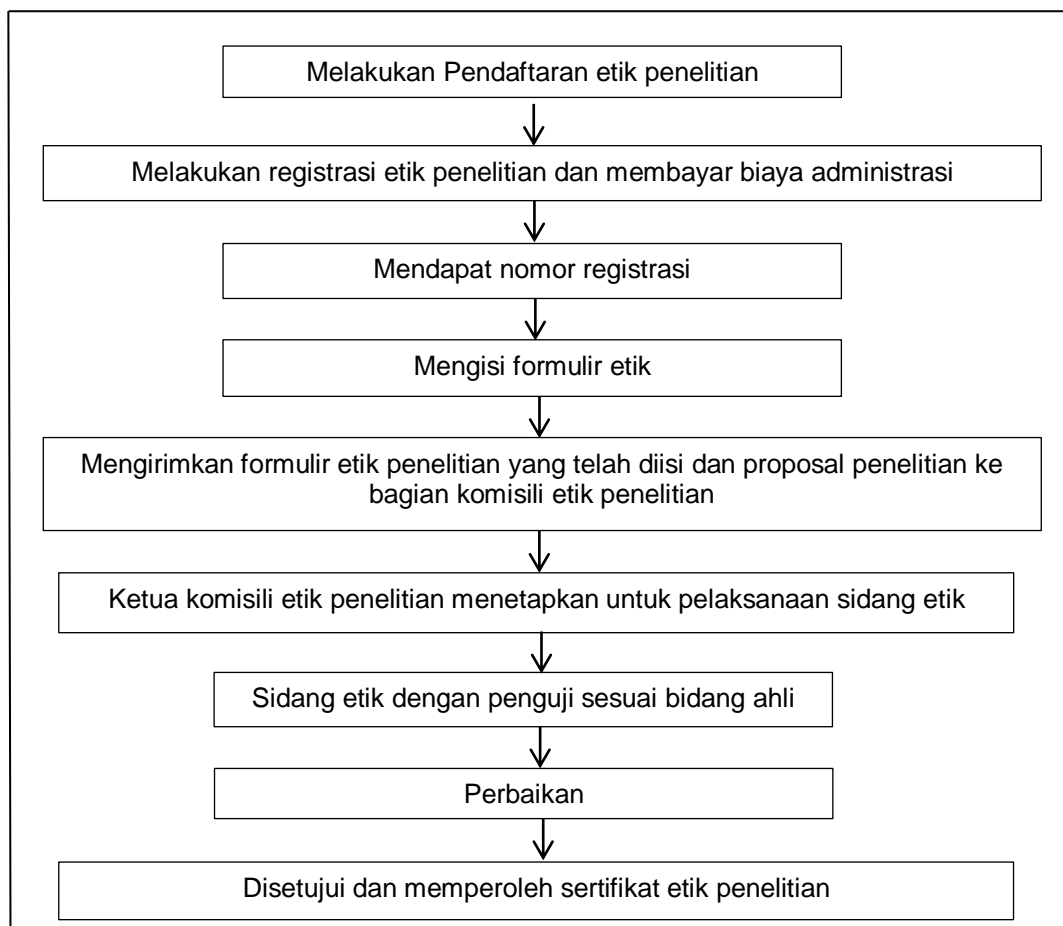 Melakukan Pendaftaran etik penelitian
Melakukan registrasi etik penelitian dan membayar biaya administrasi
Mendapat nomor registrasi
Mengisi formulir etik
Mengirimkan formulir etik penelitian yang telah diisi dan proposal penelitian ke
bagian komisili etik penelitian
Ketua komisili etik penelitian menetapkan untuk pelaksanaan sidang etik
Sidang etik dengan penguji sesuai bidang ahli
Perbaikan
Disetujui dan memperoleh sertifikat etik penelitian